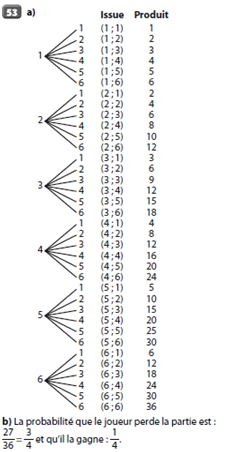 53 a)
Issue Produit
1
1 (1 ; 1) 1
2 (1 ; 2) 2
3 (1 ; 3) 3
4 (1 ; 4) 4
5 (1 ; 5) 5
6 (1 ; 6) 6
2
1 (2 ; 1) 2
2 (2 ; 2) 4
3 (2 ; 3) 6
4 (2 ; 4) 8
5 (2 ; 5) 10
6 (2 ; 6) 12
3
1 (3 ; 1) 3
2 (3 ; 2) 6
3 (3 ; 3) 9
4 (3 ; 4) 12
5 (3 ; 5) 15
6 (3 ; 6) 18
4
1 (4 ; 1) 4
2 (4 ; 2) 8
3 (4 ; 3) 12
4 (4 ; 4) 16
5 (4 ; 5) 20
6 (4 ; 6) 24
5
1 (5 ; 1) 5
2 (5 ; 2) 10
3 (5 ; 3) 15
4 (5 ; 4) 20
5 (5 ; 5) 25
6 (5 ; 6) 30
6
1 (6 ; 1) 6
2 (6 ; 2) 12
3 (6 ; 3) 18
4 (6 ; 4) 24
5 (6 ; 5) 30
6 (6 ; 6) 36
b) La probabilité que le joueur perde la partie est :
27/36 = 3/4 et qu'il la gagne : 1/4.